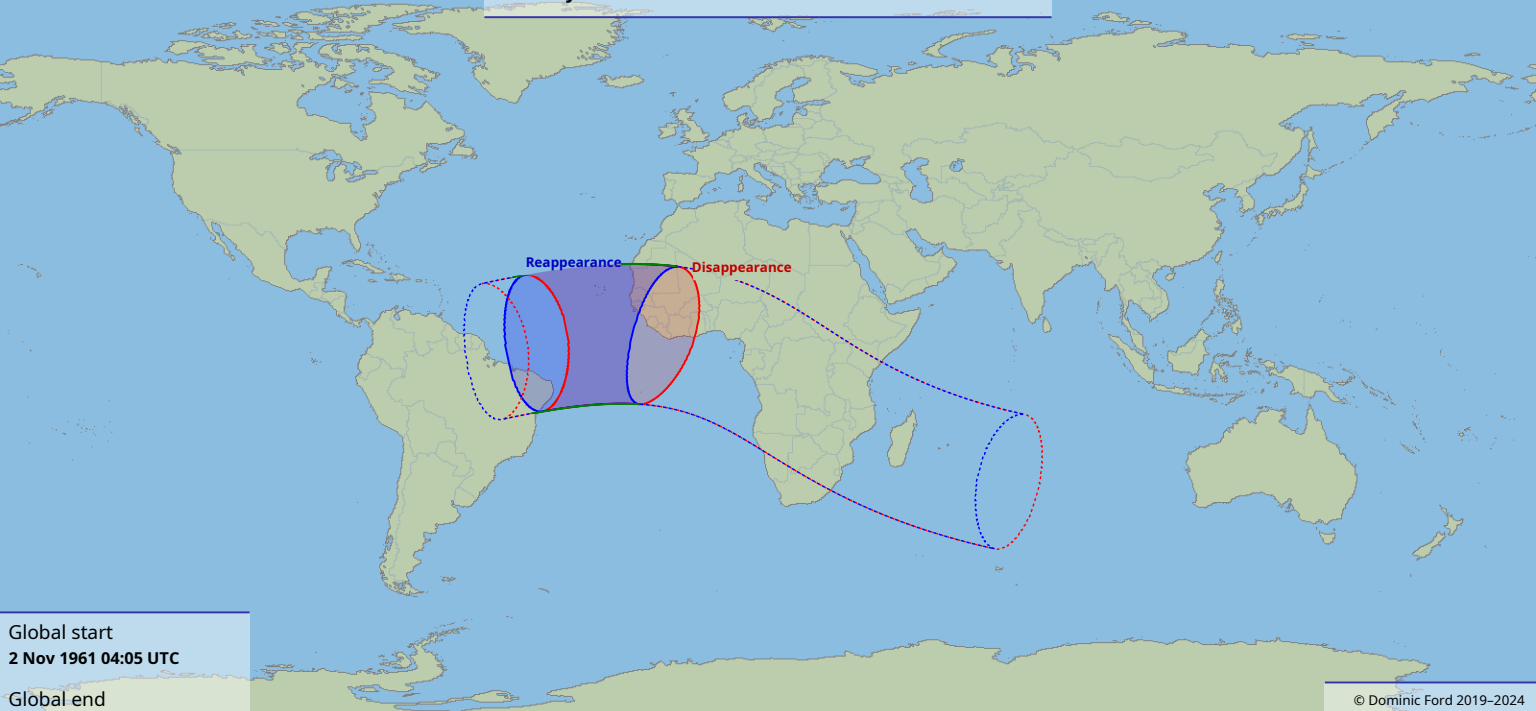 Reappearance
Disappearance
Global start
2 Nov 1961 04:05 UTC
Global end
© Dominic Ford 2019–2024